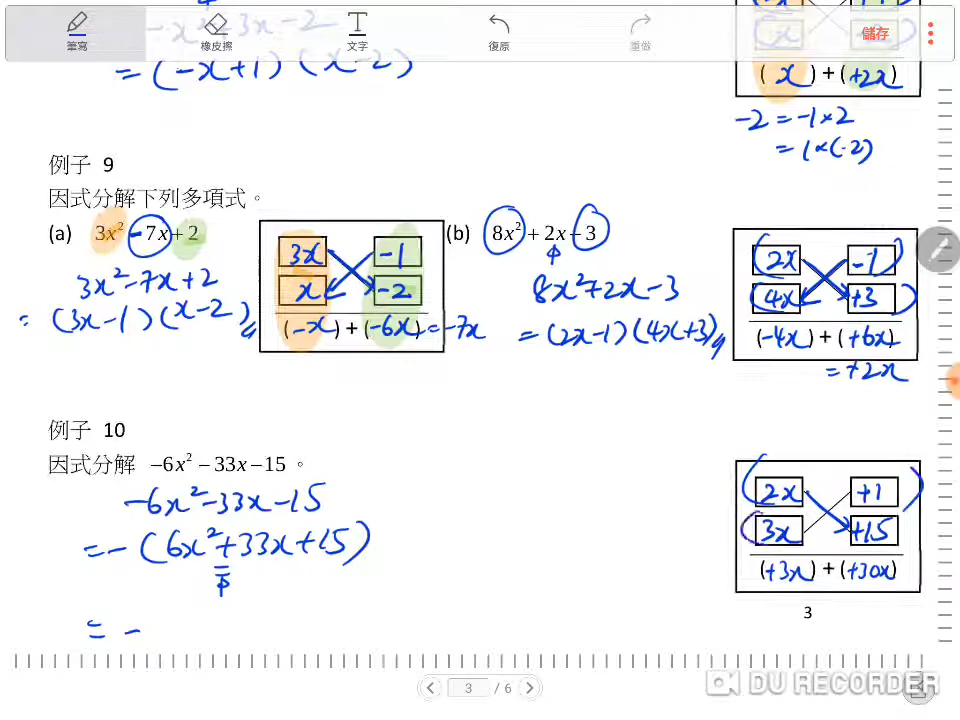 筆寫 橡皮擦 文字 復原 重做 儲存
-x² + 3x - 2
= (-x+1) (x-2)
( x ) + ( +2x )
-2 = -1×2
= 1×(-2)
例子 9
因式分解下列多項式。
(a) 3x² - 7x + 2
3x² - 7x + 2
= (3x-1)(x-2)
3x -1
x -2
(-x) + (-6x) = -7x
(b) 8x² + 2x - 3
8x² + 2x - 3
= (2x-1)(4x+3)
(2x -1)
(4x +3)
(-4x) + (+6x)
= +2x
例子 10
因式分解 -6x² - 33x - 15 。
-6x² - 33x - 15
= - (6x² + 33x + 15)
= -
(2x +1)
(3x +15
(+3x) + (+30x)
3
3 / 6
DU RECORDER